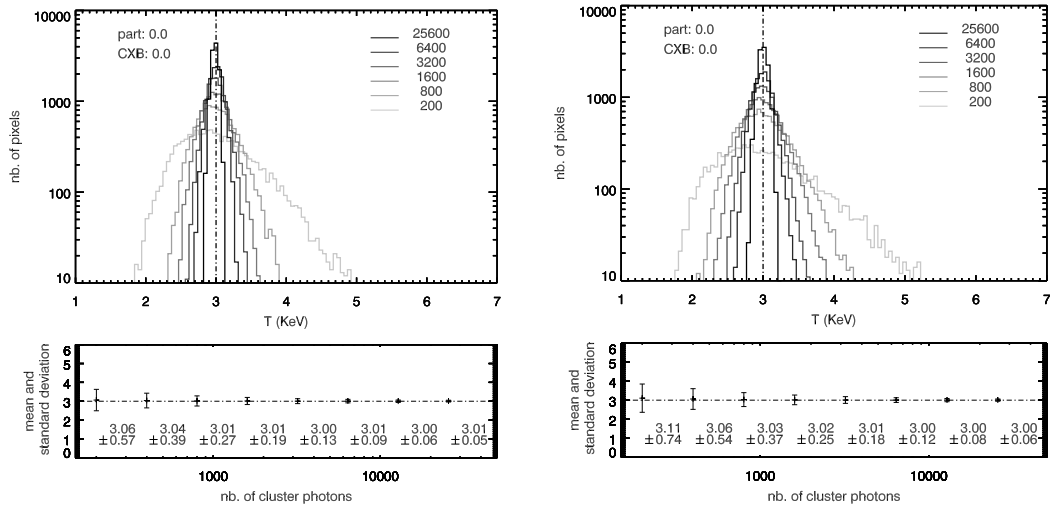 10000
1000
100
10
nb. of pixels
part: 0.0
CXB: 0.0
25600
6400
3200
1600
800
200
1 2 3 4 5 6 7
T (KeV)
6
5
4
3
2
1
0
mean and
standard deviation
3.06 3.04 3.01 3.01 3.00 3.01 3.00 3.01
±0.57 ±0.39 ±0.27 ±0.19 ±0.13 ±0.09 ±0.06 ±0.05
1000 10000
nb. of cluster photons
10000
1000
100
10
nb. of pixels
part: 0.0
CXB: 0.0
25600
6400
3200
1600
800
200
1 2 3 4 5 6 7
T (KeV)
6
5
4
3
2
1
0
mean and
standard deviation
3.11 3.06 3.03 3.02 3.01 3.00 3.00 3.00
±0.74 ±0.54 ±0.37 ±0.25 ±0.18 ±0.12 ±0.08 ±0.06
1000 10000
nb. of cluster photons